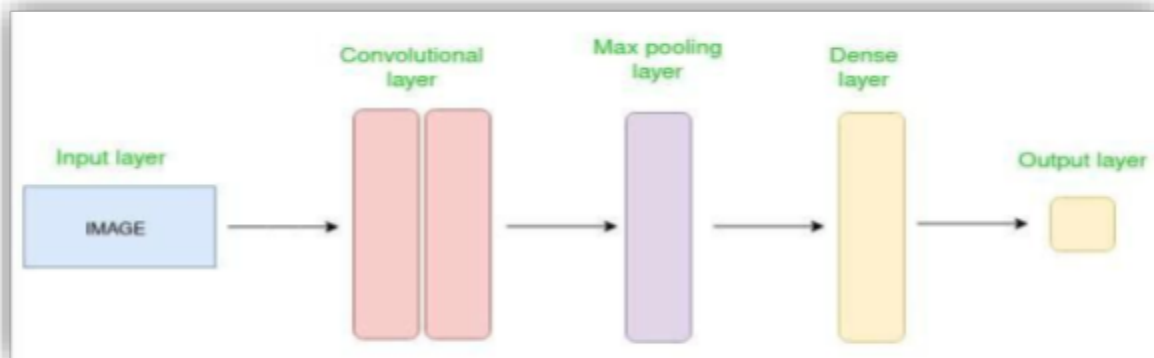 Input layer
IMAGE
Convolutional
layer
Max pooling
layer
Dense
layer
Output layer